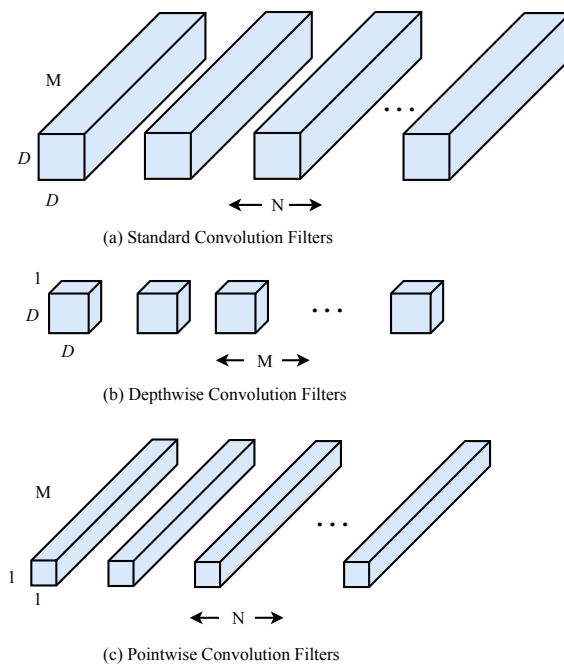 M
D
D
...
N
(a) Standard Convolution Filters
1
D
D
...
M
(b) Depthwise Convolution Filters
M
1
1
...
N
(c) Pointwise Convolution Filters